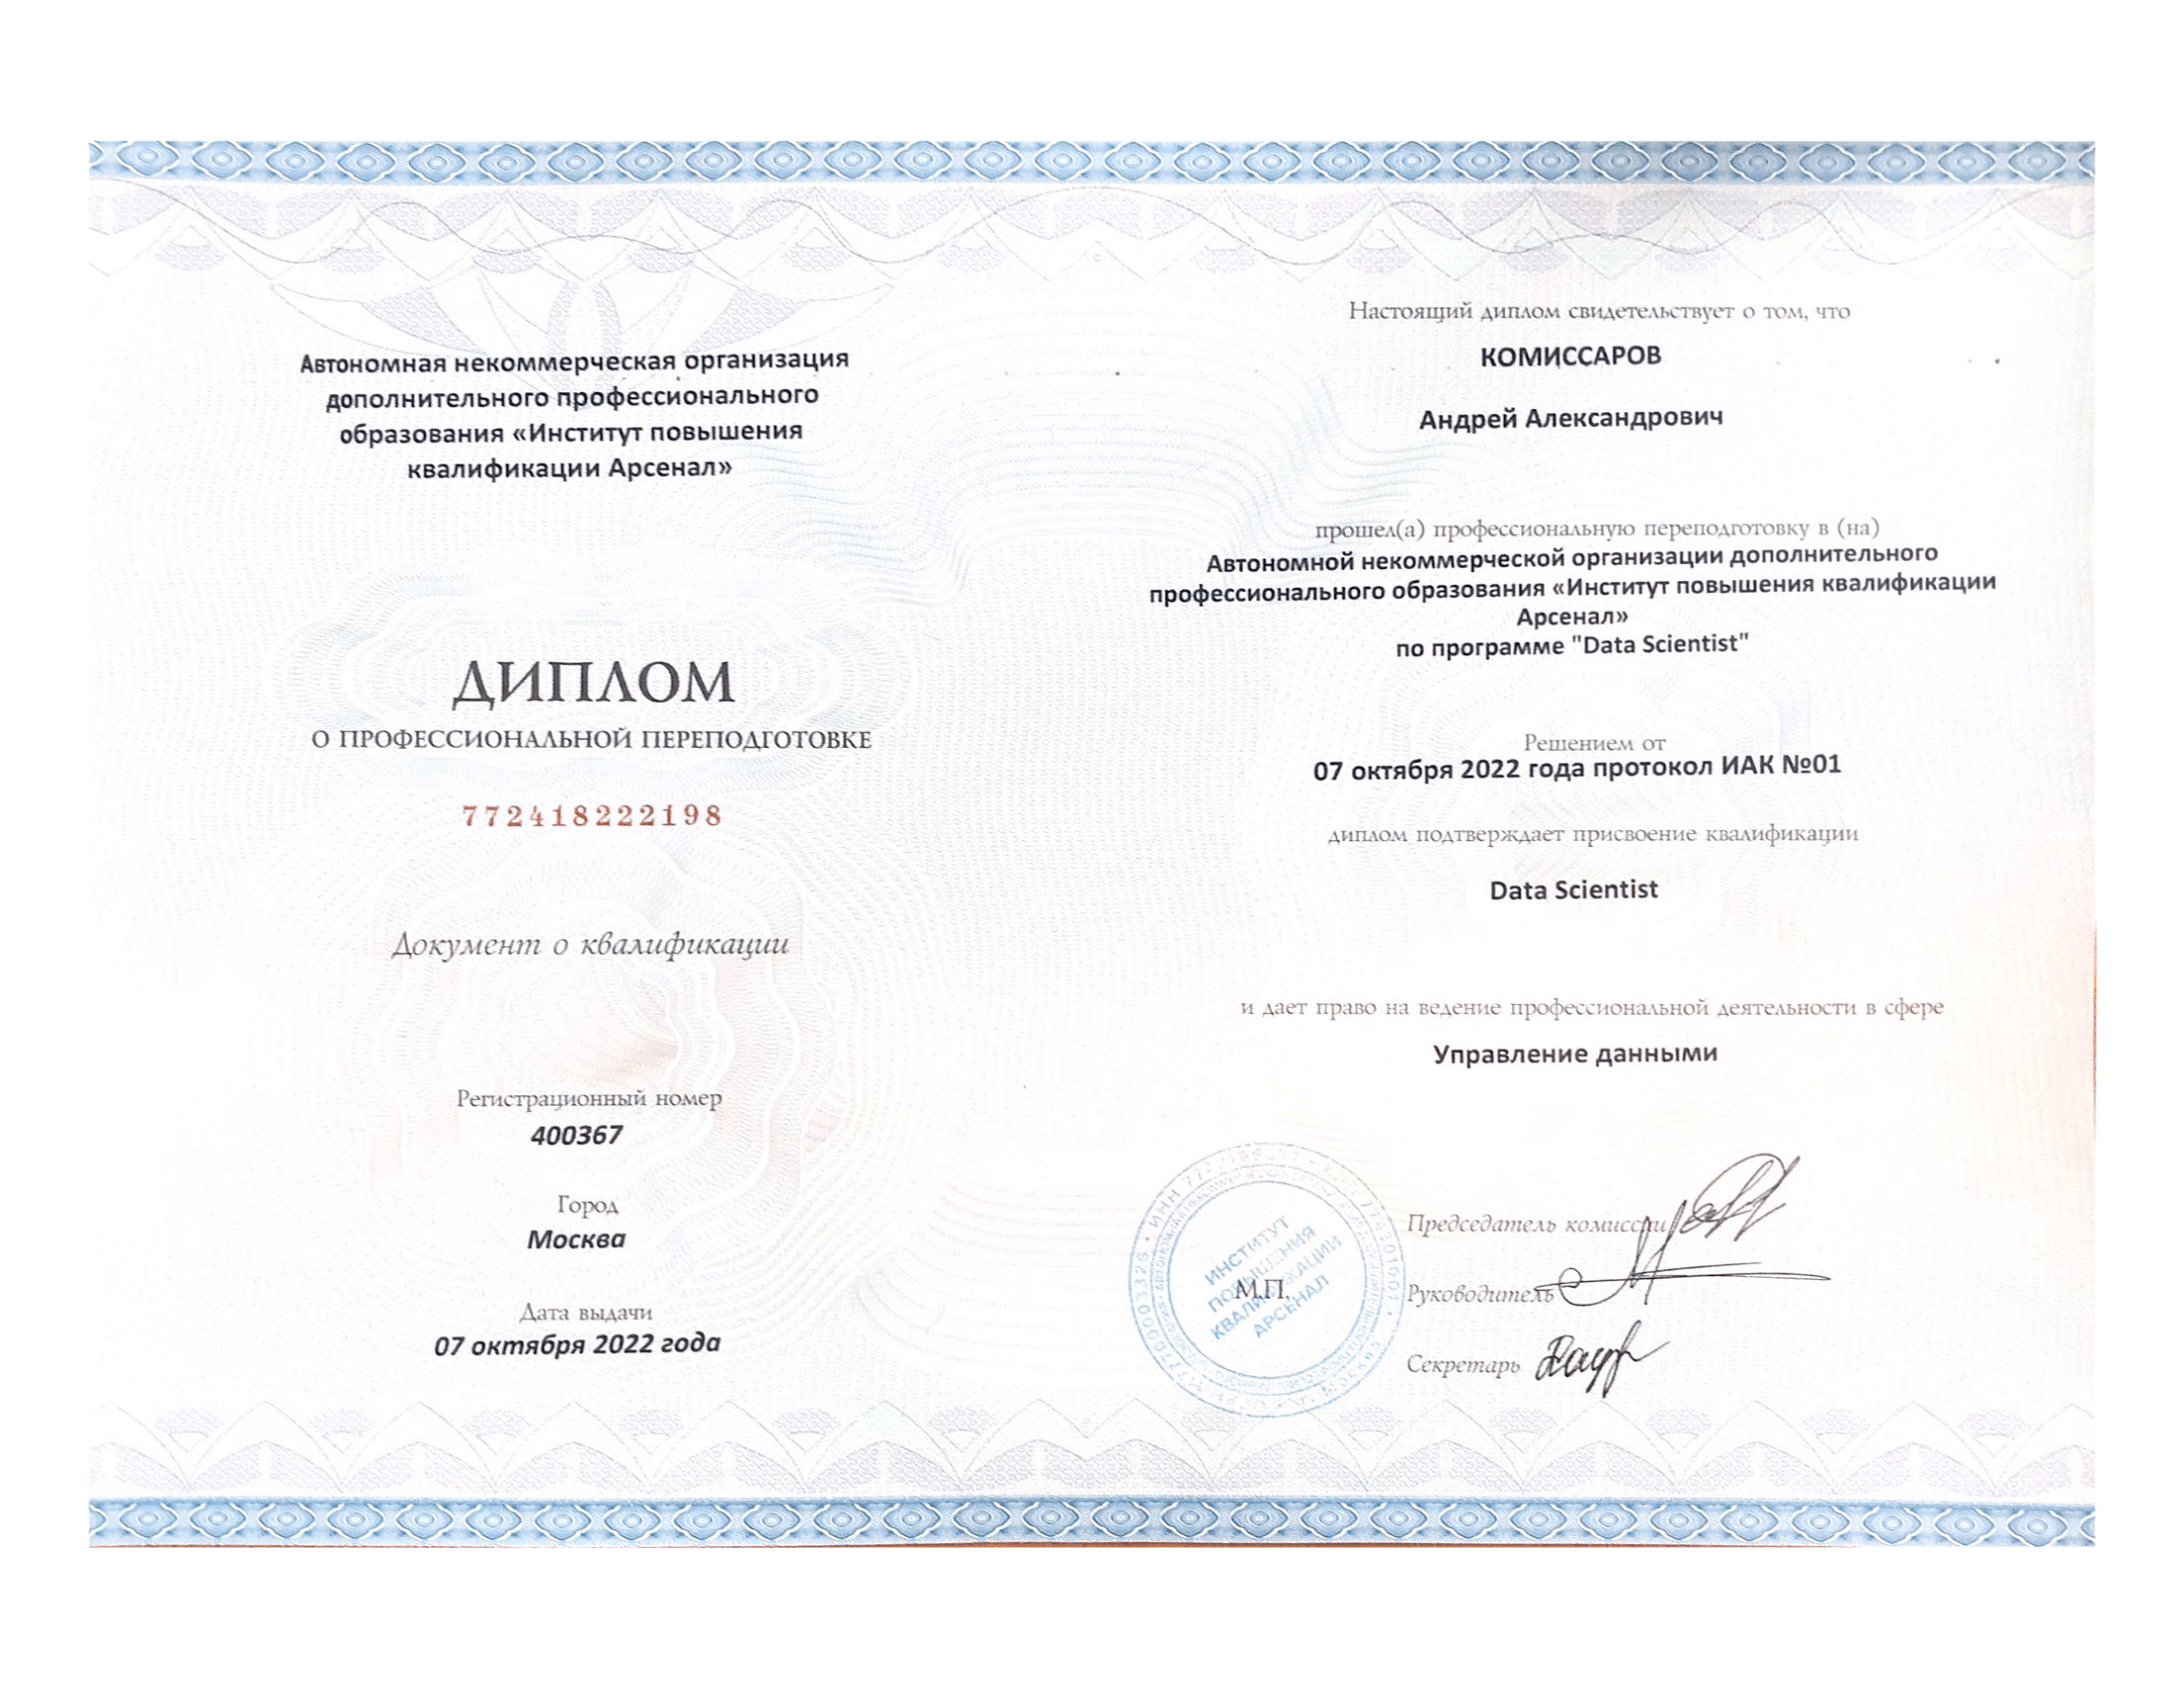 Автономная некоммерческая организация
дополнительного профессионального
образования «Институт повышения
квалификации Арсенал»
ДИПЛОМ
О ПРОФЕССИОНАЛЬНОЙ ПЕРЕПОДГОТОВКЕ
772418222198
Документ о квалификации
Регистрационный номер
400367
Город
Москва
Дата выдачи
07 октября 2022 года
Настоящий диплом свидетельствует о том, что
КОМИССАРОВ
Андрей Александрович
прошел(а) профессиональную переподготовку в (на)
Автономной некоммерческой организации дополнительного
профессионального образования «Институт повышения квалификации
Арсенал»
по программе "Data Scientist"
Решением от
07 октября 2022 года протокол ИАК №01
диплом подтверждает присвоение квалификации
Data Scientist
и дает право на ведение профессиональной деятельности в сфере
Управление данными
Председатель комиссии
Руководитель
Секретарь
М.П.
ИНСТИТУТ
ПОВЫШЕНИЯ
КВАЛИФИКАЦИИ
АРСЕНАЛ